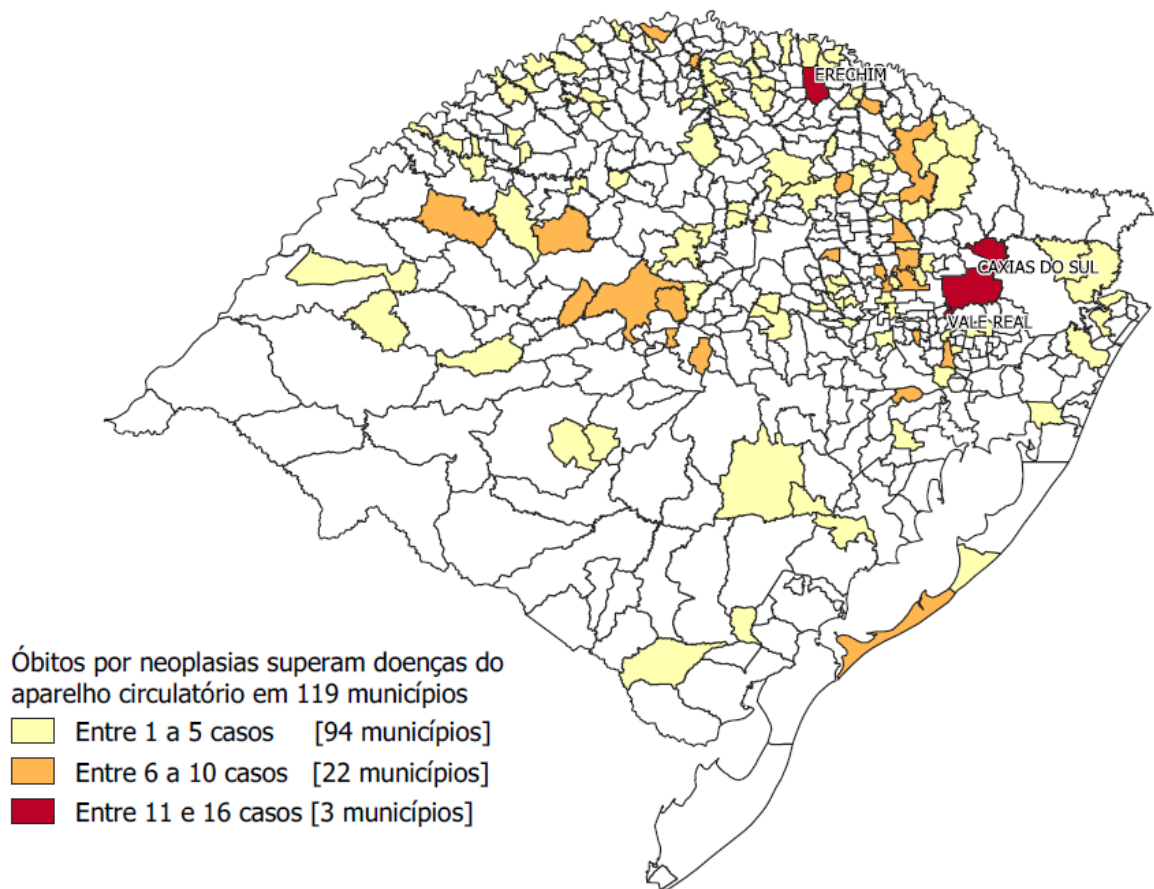 ERECHIM
CAXIAS DO SUL
VALE REAL
Óbitos por neoplasias superam doenças do
aparelho circulatório em 119 municípios
Entre 1 a 5 casos [94 municípios]
Entre 6 a 10 casos [22 municípios]
Entre 11 e 16 casos [3 municípios]